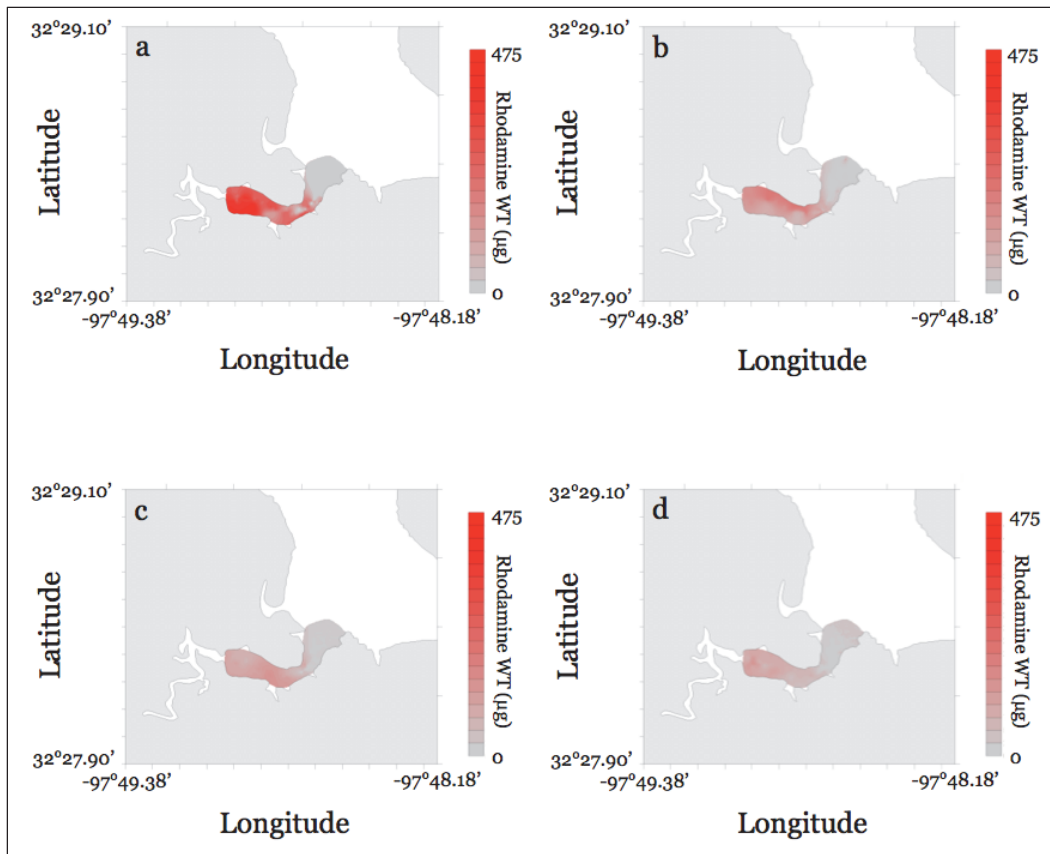 32°29.10'
a
475
Latitude
Rhodamine WT (µg)
0
32°27.90'
-97°49.38'
-97°48.18'
Longitude
32°29.10'
b
475
Latitude
Rhodamine WT (µg)
0
32°27.90'
-97°49.38'
-97°48.18'
Longitude
32°29.10'
c
475
Latitude
Rhodamine WT (µg)
0
32°27.90'
-97°49.38'
-97°48.18'
Longitude
32°29.10'
d
475
Latitude
Rhodamine WT (µg)
0
32°27.90'
-97°49.38'
-97°48.18'
Longitude